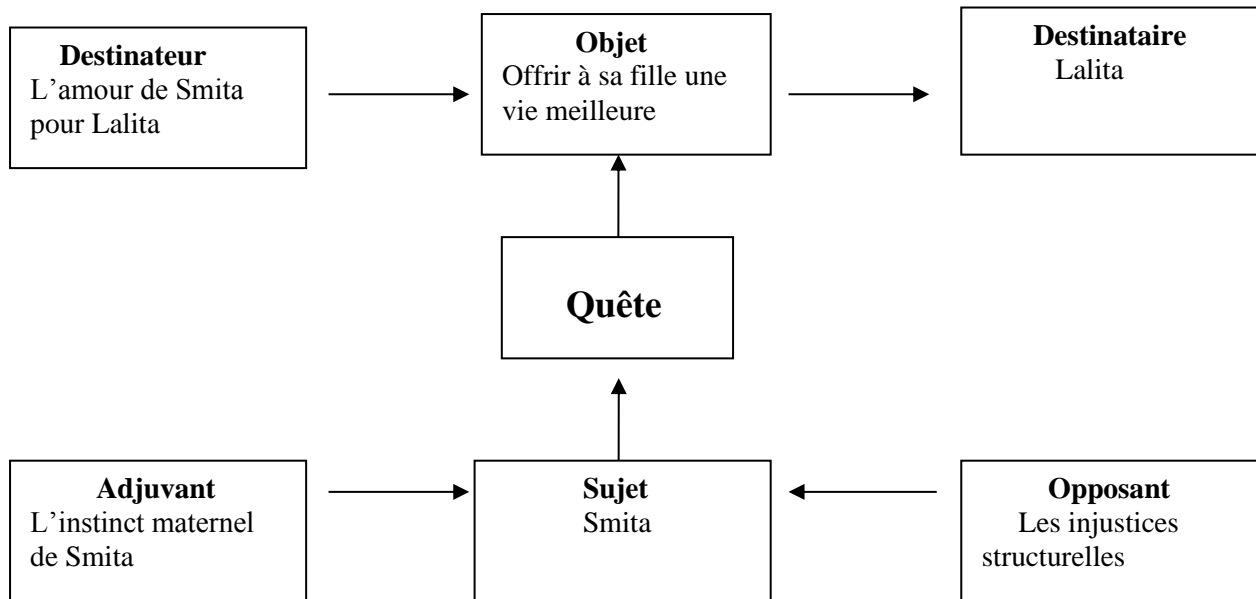 Destinateur
L’amour de Smita
pour Lalita
Objet
Offrir à sa fille une
vie meilleure
Destinataire
Lalita
Quête
Adjuvant
L’instinct maternel
de Smita
Sujet
Smita
Opposant
Les injustices
structurelles